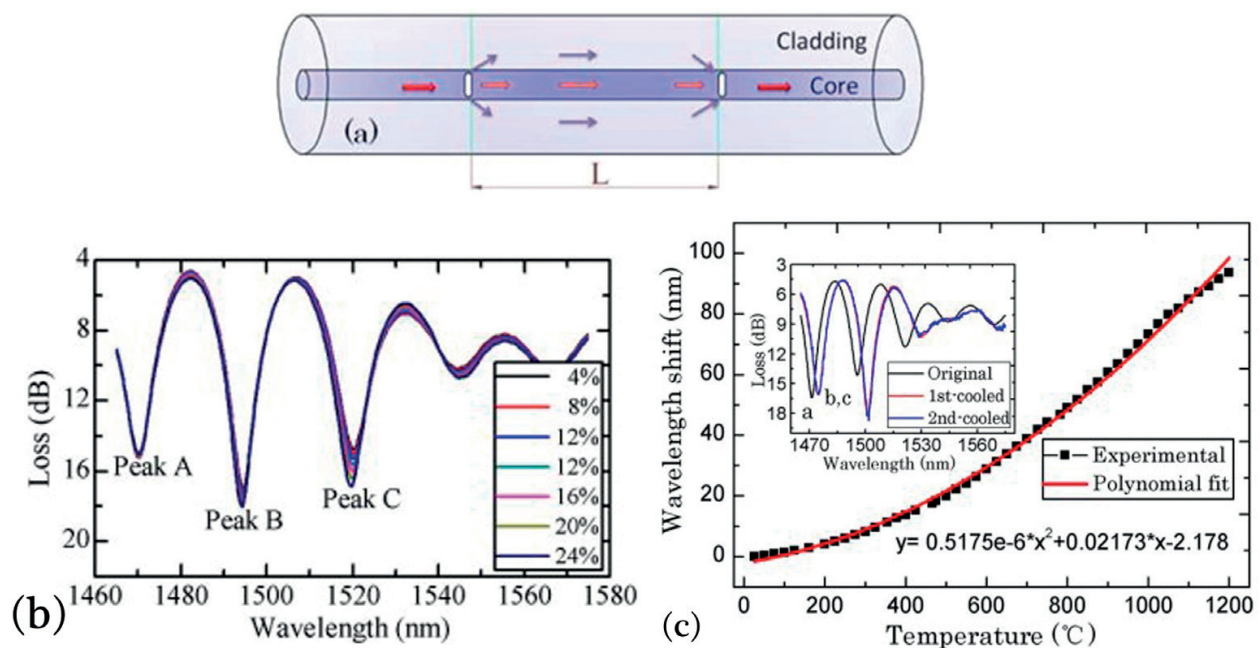 Cladding
Core
(a)
L
4
8
12
16
20
Loss (dB)
Peak A
Peak B
Peak C
4%
8%
12%
12%
16%
20%
24%
1460 1480 1500 1520 1540 1560 1580
Wavelength (nm)
(b)
100
80
60
40
20
0
Wavelength shift (nm)
3
6
9
12
15
18
Loss (dB)
a
b,c
Original
1st-cooled
2nd-cooled
1470 1500 1530 1560
Wavelength (nm)
Experimental
Polynomial fit
y= 0.5175e-6*x²+0.02173*x-2.178
0 200 400 600 800 1000 1200
Temperature (℃)
(c)